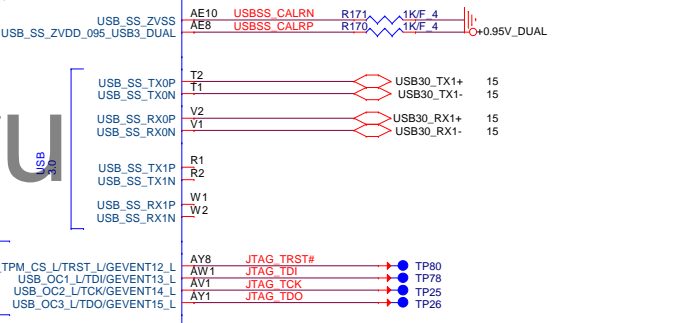 USB_SS_ZVSS AE10 USBSS_CALRN R171 1K/F_4
USB_SS_ZVDD_095_USB3_DUAL AE8 USBSS_CALRP R170 1K/F_4 +0.95V_DUAL
USB_SS_TX0P T2 USB30_TX1+ 15
USB_SS_TX0N T1 USB30_TX1- 15
USB_SS_RX0P V2 USB30_RX1+ 15
USB_SS_RX0N V1 USB30_RX1- 15
USB
3.0
USB_SS_TX1P R1
USB_SS_TX1N R2
USB_SS_RX1P W1
USB_SS_RX1N W2
_TPM_CS_L/TRST_L/GEVENT12_L AY8 JTAG_TRST# TP80
USB_OC1_L/TDI/GEVENT13_L AW1 JTAG_TDI TP78
USB_OC2_L/TCK/GEVENT14_L AV1 JTAG_TCK TP25
USB_OC3_L/TDO/GEVENT15_L AY1 JTAG_TDO TP26